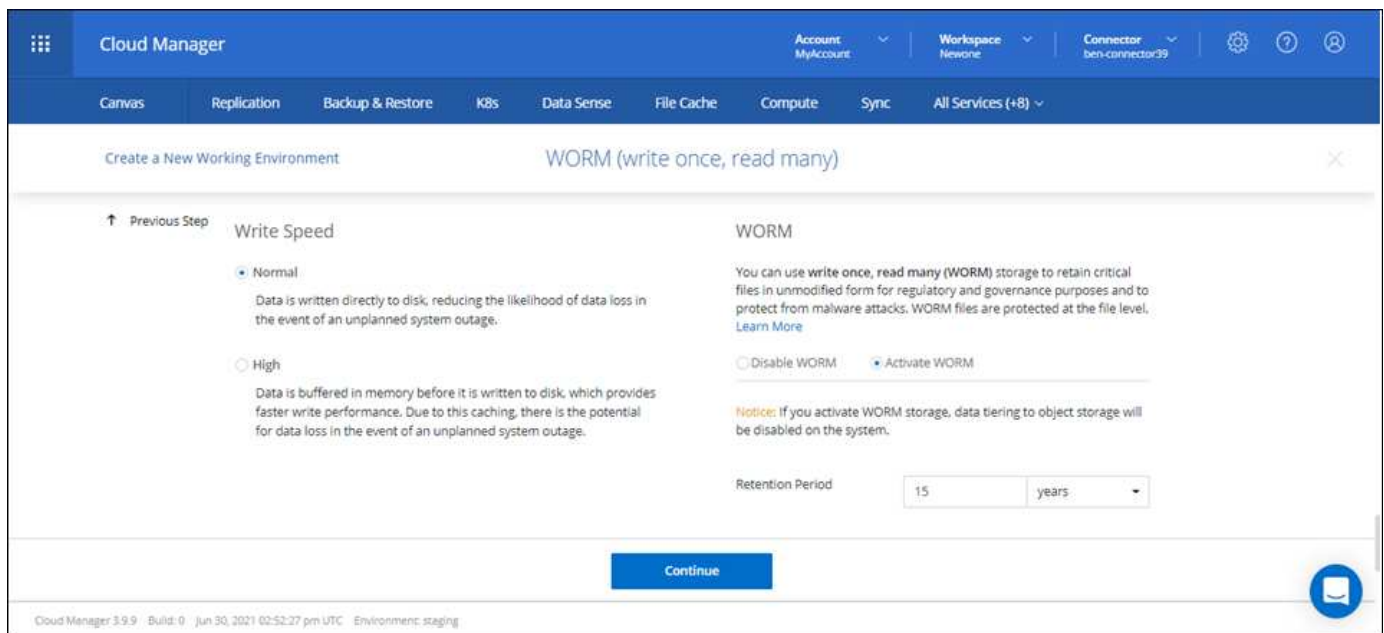 Cloud Manager
Account
MyAccount
Workspace
Newone
Connector
ben-connector39
Canvas Replication Backup & Restore K8s Data Sense File Cache Compute Sync All Services (+8)
Create a New Working Environment
WORM (write once, read many)
↑ Previous Step
Write Speed
Normal
Data is written directly to disk, reducing the likelihood of data loss in
the event of an unplanned system outage.
High
Data is buffered in memory before it is written to disk, which provides
faster write performance. Due to this caching, there is the potential
for data loss in the event of an unplanned system outage.
WORM
You can use write once, read many (WORM) storage to retain critical
files in unmodified form for regulatory and governance purposes and to
protect from malware attacks. WORM files are protected at the file level.
Learn More
Disable WORM Activate WORM
Notice: If you activate WORM storage, data tiering to object storage will
be disabled on the system.
Retention Period 15 years
Continue
Cloud Manager 3.9.9 Build: 0 Jun 30, 2021 02:52:27 pm UTC Environment: staging